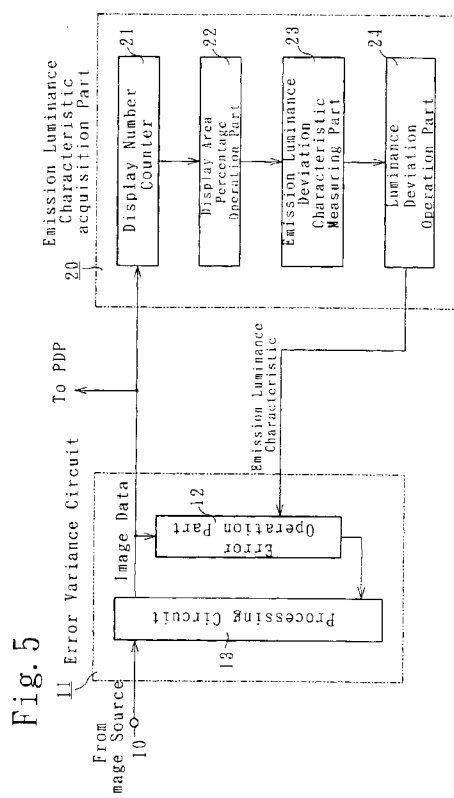 Fig. 5
11 Error Variance Circuit
From
Image Source
10
Processing Circuit
13
Image Data
Error
Operation Part
12
To PDP
Emission Luminance
Characteristic
20
Emission Luminance
Characteristic
acquisition Part
Display Number
Counter
21
Display Area
Percentage
Operation Part
22
Emission Luminance
Deviation
Characteristic
Measuring Part
23
Luminance
Deviation
Operation Part
24